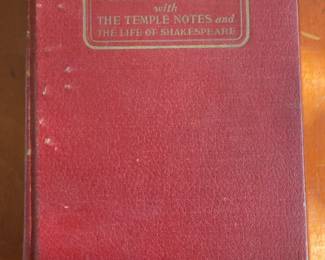 with
THE TEMPLE NOTES and
THE LIFE OF SHAKESPEARE